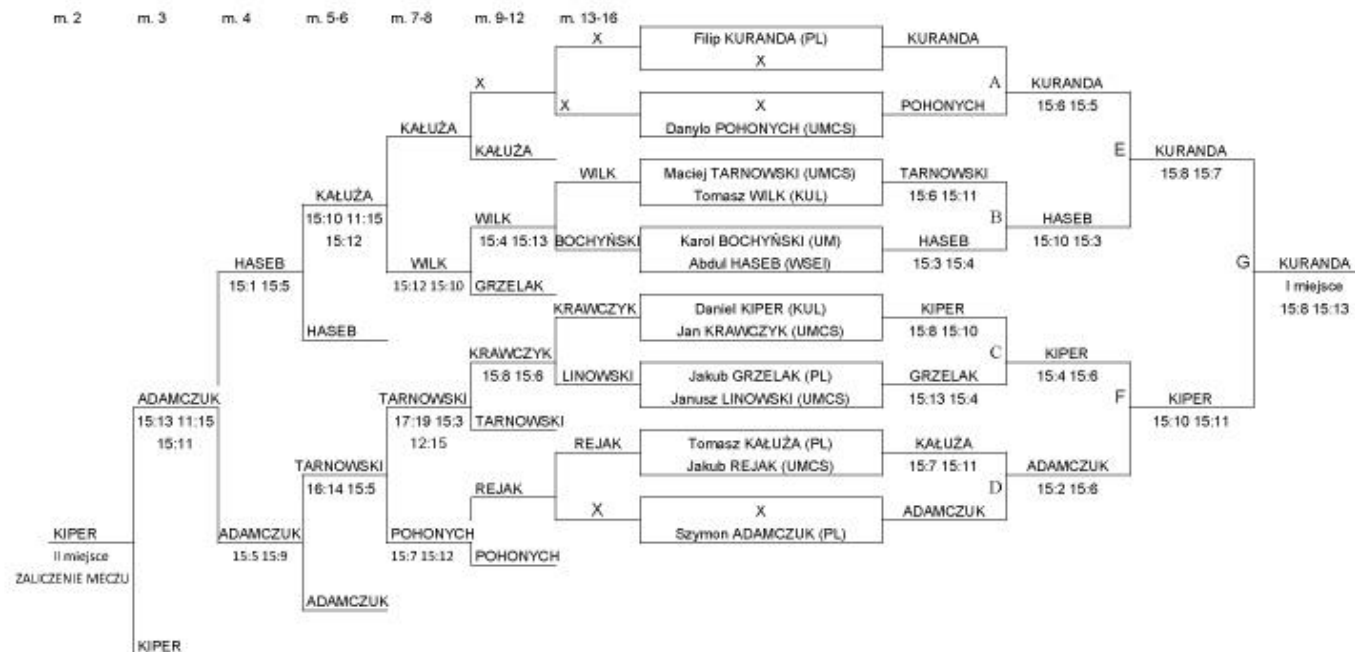 m. 2 m. 3 m. 4 m. 5-6 m. 7-8 m. 9-12 m. 13-16
X Filip KURANDA (PL) KURANDA
X
X A KURANDA
X X POHONYCH 15:6 15:5
KAŁUŻA Danylo POHONYCH (UMCS)
KAŁUŻA E KURANDA
WILK Maciej TARNOWSKI (UMCS) TARNOWSKI 15:8 15:7
KAŁUŻA Tomasz WILK (KUL) 15:6 15:11
15:10 11:15 WILK B HASEB
15:12 15:4 15:13 BOCHYŃSKI Karol BOCHYŃSKI (UM) HASEB 15:10 15:3
HASEB WILK Abdul HASEB (WSEI) 15:3 15:4 G KURANDA
15:1 15:5 15:12 15:10 GRZELAK I miejsce
KRAWCZYK Daniel KIPER (KUL) KIPER 15:8 15:13
HASEB Jan KRAWCZYK (UMCS) 15:8 15:10
KRAWCZYK C KIPER
15:8 15:6 LINOWSKI Jakub GRZELAK (PL) GRZELAK 15:4 15:6
ADAMCZUK TARNOWSKI Janusz LINOWSKI (UMCS) 15:13 15:4 F KIPER
15:13 11:15 17:19 15:3 TARNOWSKI 15:10 15:11
15:11 12:15 REJAK Tomasz KAŁUŻA (PL) KAŁUŻA
TARNOWSKI Jakub REJAK (UMCS) 15:7 15:11 ADAMCZUK
16:14 15:5 REJAK D 15:2 15:6
X X ADAMCZUK
KIPER ADAMCZUK POHONYCH Szymon ADAMCZUK (PL)
II miejsce 15:5 15:9 15:7 15:12 POHONYCH
ZALICZENIE MECZU
ADAMCZUK
KIPER